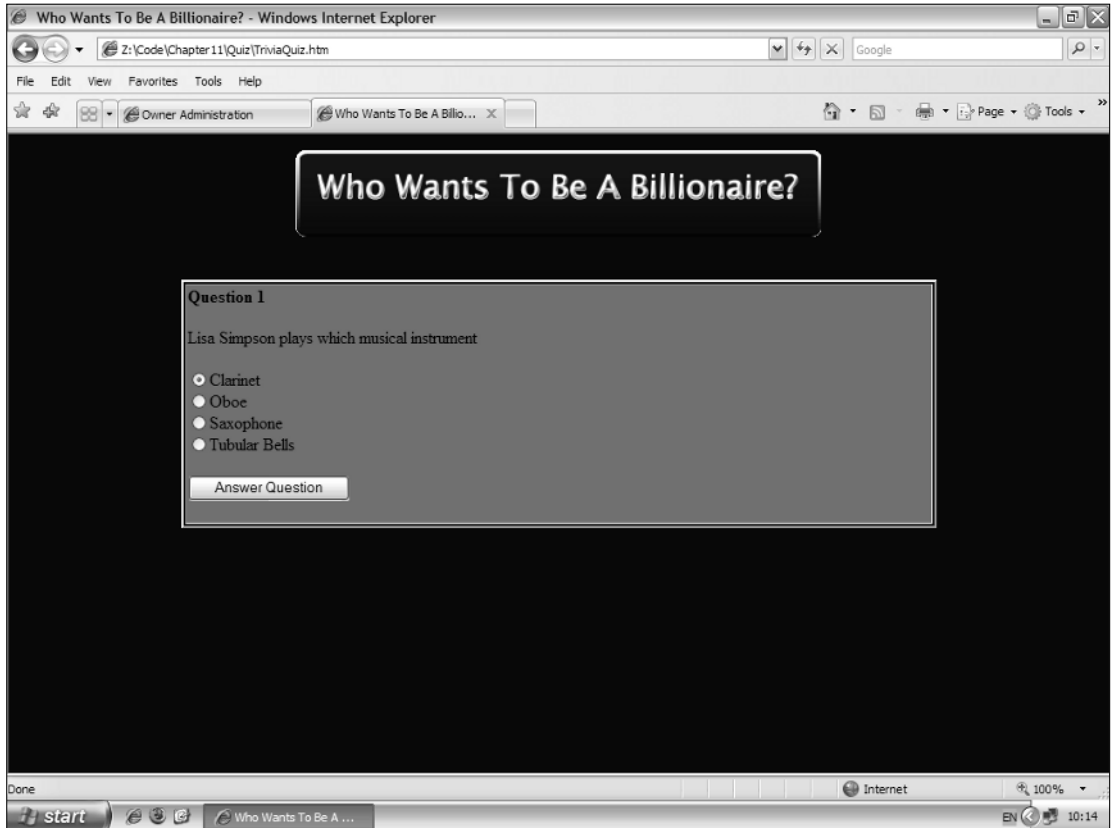 Who Wants To Be A Billionaire? - Windows Internet Explorer
Z:\Code\Chapter11\Quiz\TriviaQuiz.htm
Google
File Edit View Favorites Tools Help
Owner Administration
Who Wants To Be A Billio...
Page
Tools
Who Wants To Be A Billionaire?
Question 1
Lisa Simpson plays which musical instrument
Clarinet
Oboe
Saxophone
Tubular Bells
Answer Question
Done
Internet
100%
start
Who Wants To Be A ...
EN
10:14